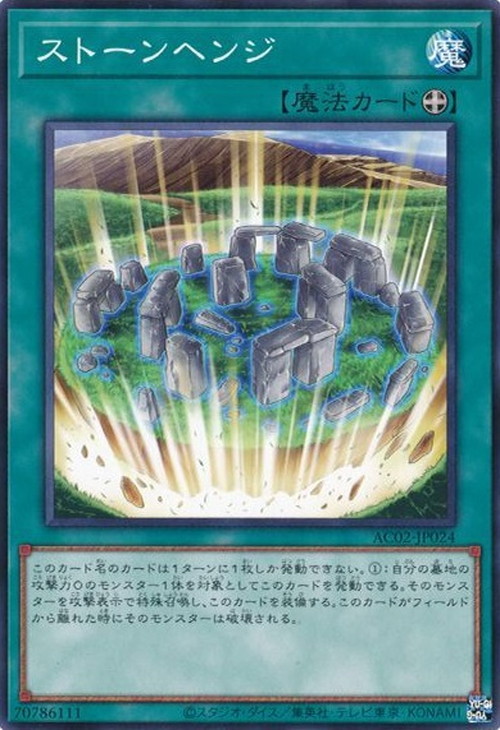 ストーンヘンジ
魔
【魔法カード】
AC02-JP024
このカード名のカードは1ターンに1枚しか発動できない。①:自分の墓地の
攻撃力0のモンスター1体を対象としてこのカードを発動できる。そのモンス
ターを攻撃表示で特殊召喚し、このカードを装備する。このカードがフィールド
から離れた時にそのモンスターは破壊される。
70786111
©スタジオ・ダイス／集英社・テレビ東京・KONAMI